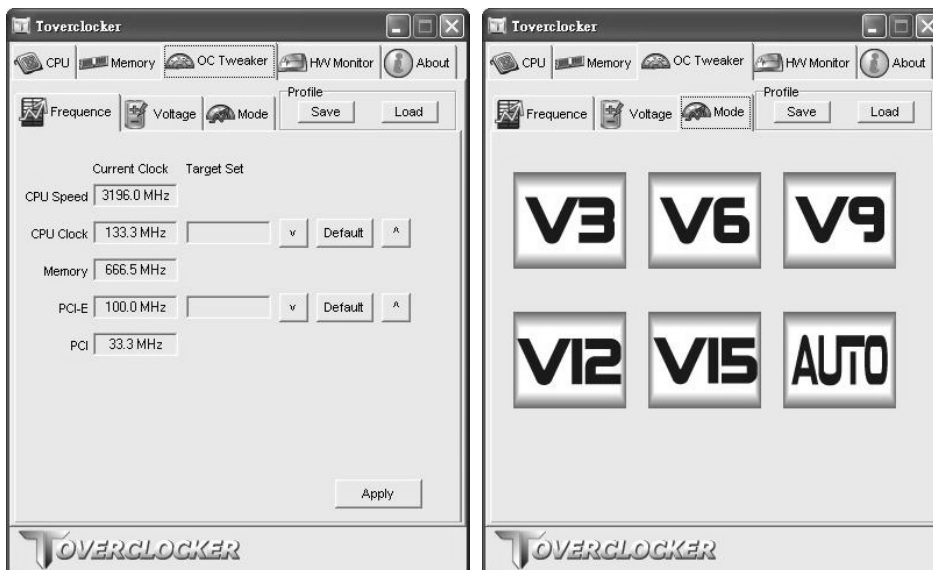 Toverclocker
CPU Memory OC Tweaker HW Monitor About
Frequence Voltage Mode Profile Save Load
Current Clock Target Set
CPU Speed 3196.0 MHz
CPU Clock 133.3 MHz v Default ^
Memory 666.5 MHz
PCI-E 100.0 MHz v Default ^
PCI 33.3 MHz
Apply
TOVERCLOCKER
Toverclocker
CPU Memory OC Tweaker HW Monitor About
Frequence Voltage Mode Profile Save Load
V3 V6 V9
V12 V15 AUTO
TOVERCLOCKER